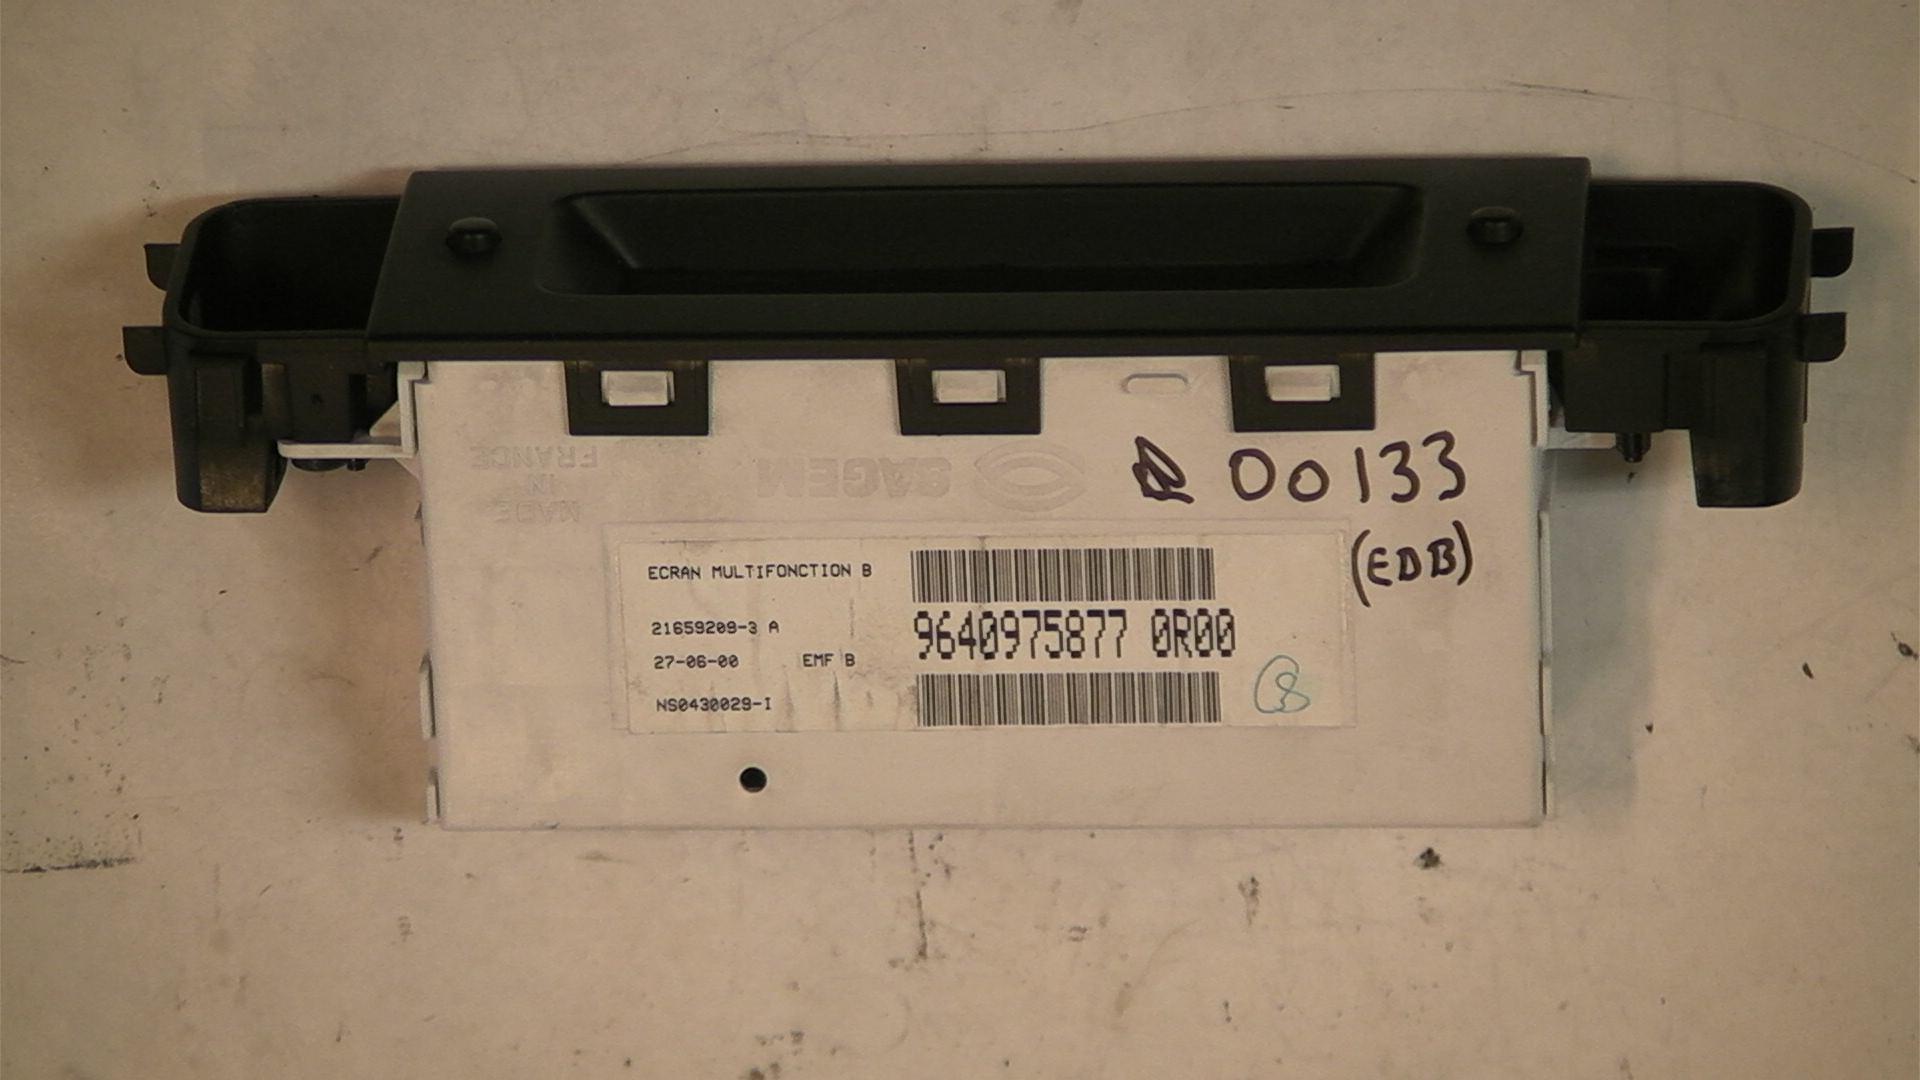 00133
(EDB)
SAGEM
MADE
IN
FRANCE
ECRAN MULTIFONCTION B
21659209-3 A
27-06-00 EMF B
NS0430029-I
9640975877 0R00